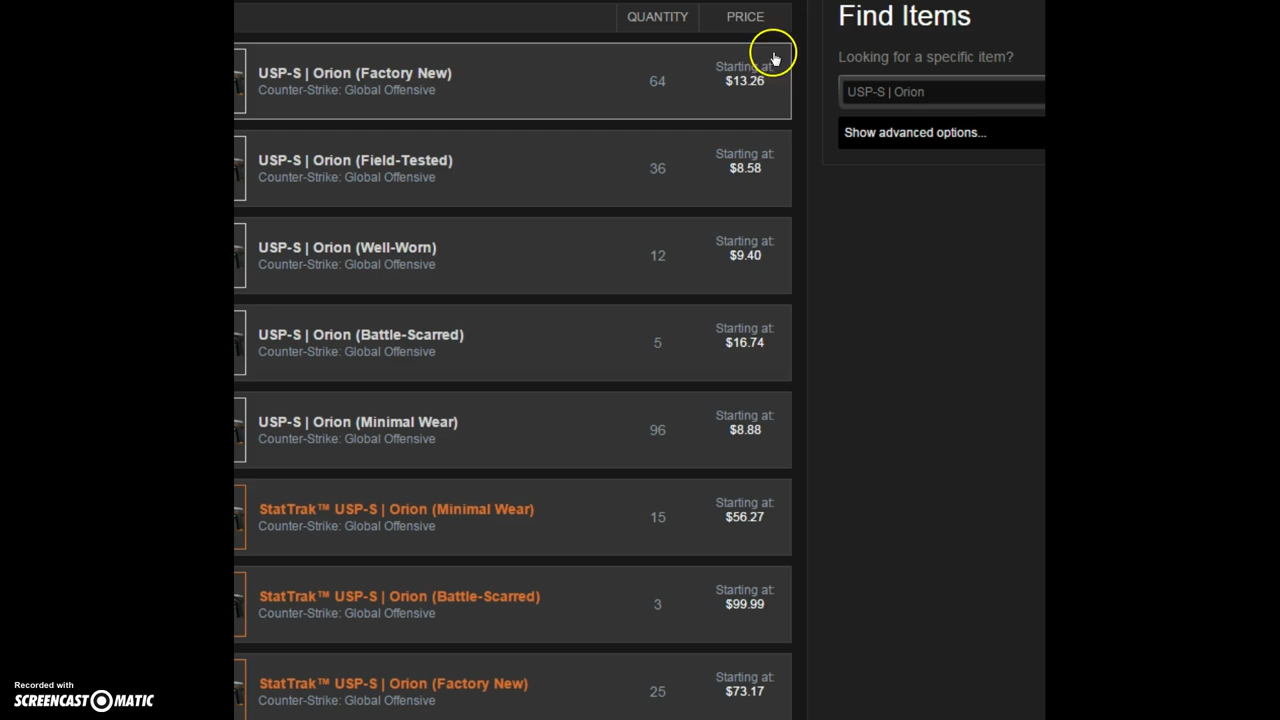 QUANTITY PRICE
USP-S | Orion (Factory New)
Counter-Strike: Global Offensive
64
Starting at:
$13.26
USP-S | Orion (Field-Tested)
Counter-Strike: Global Offensive
36
Starting at:
$8.58
USP-S | Orion (Well-Worn)
Counter-Strike: Global Offensive
12
Starting at:
$9.40
USP-S | Orion (Battle-Scarred)
Counter-Strike: Global Offensive
5
Starting at:
$16.74
USP-S | Orion (Minimal Wear)
Counter-Strike: Global Offensive
96
Starting at:
$8.88
StatTrak™ USP-S | Orion (Minimal Wear)
Counter-Strike: Global Offensive
15
Starting at:
$56.27
StatTrak™ USP-S | Orion (Battle-Scarred)
Counter-Strike: Global Offensive
3
Starting at:
$99.99
StatTrak™ USP-S | Orion (Factory New)
Counter-Strike: Global Offensive
25
Starting at:
$73.17
Find Items
Looking for a specific item?
USP-S | Orion
Show advanced options...
Recorded with
SCREENCAST MATIC